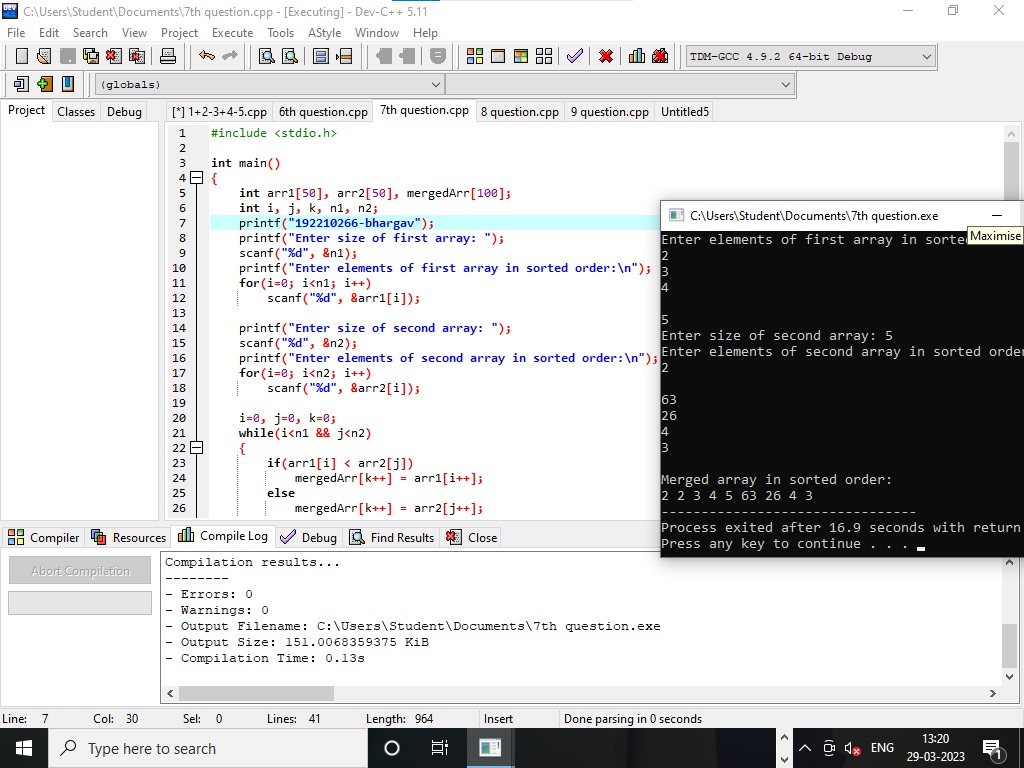 C:\Users\Student\Documents\7th question.cpp - [Executing] - Dev-C++ 5.11
File Edit Search View Project Execute Tools AStyle Window Help
TDM-GCC 4.9.2 64-bit Debug
(globals)
Project Classes Debug
[*] 1+2-3+4-5.cpp 6th question.cpp 7th question.cpp 8 question.cpp 9 question.cpp Untitled5
1 #include <stdio.h>
2
3 int main()
4 {
5 int arr1[50], arr2[50], mergedArr[100];
6 int i, j, k, n1, n2;
7 printf("192210266-bhargav");
8 printf("Enter size of first array: ");
9 scanf("%d", &n1);
10 printf("Enter elements of first array in sorted order:\n");
11 for(i=0; i<n1; i++)
12 scanf("%d", &arr1[i]);
13
14 printf("Enter size of second array: ");
15 scanf("%d", &n2);
16 printf("Enter elements of second array in sorted order:\n");
17 for(i=0; i<n2; i++)
18 scanf("%d", &arr2[i]);
19
20 i=0, j=0, k=0;
21 while(i<n1 && j<n2)
22 {
23 if(arr1[i] < arr2[j])
24 mergedArr[k++] = arr1[i++];
25 else
26 mergedArr[k++] = arr2[j++];
C:\Users\Student\Documents\7th question.exe
Maximise
Enter elements of first array in sorte
2
3
4
5
Enter size of second array: 5
Enter elements of second array in sorted orde
2
63
26
4
3
Merged array in sorted order:
2 2 3 4 5 63 26 4 3
--------------------------------
Process exited after 16.9 seconds with return
Press any key to continue . . .
Compiler Resources Compile Log Debug Find Results Close
Abort Compilation
Compilation results...
--------
- Errors: 0
- Warnings: 0
- Output Filename: C:\Users\Student\Documents\7th question.exe
- Output Size: 151.0068359375 KiB
- Compilation Time: 0.13s
Line: 7 Col: 30 Sel: 0 Lines: 41 Length: 964 Insert Done parsing in 0 seconds
Type here to search
ENG
13:20
29-03-2023
1